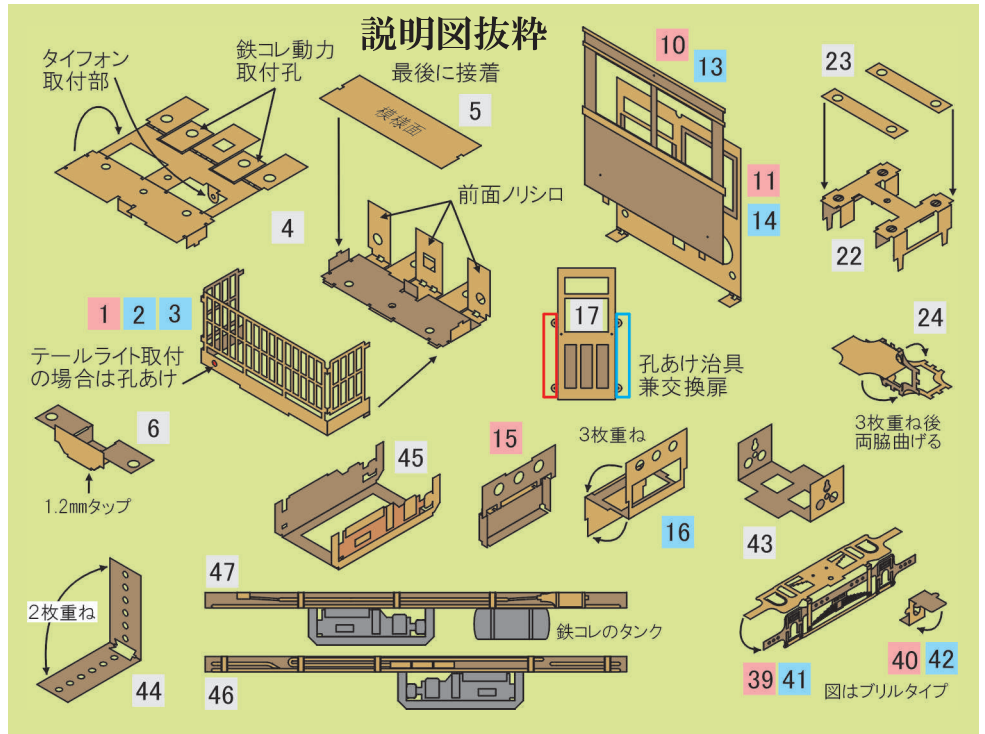 説明図抜粋
タイフォン
取付部
鉄コレ動力
取付孔
最後に接着
模様面
5
10
13
23
11
14
22
4
前面ノリシロ
1 2 3
テールライト取付
の場合は孔あけ
17
孔あけ治具
兼交換扉
24
3枚重ね後
両脇曲げる
6
1.2mmタップ
45
15
3枚重ね
16
43
47
鉄コレのタンク
46
2枚重ね
44
39 41
40 42
図はブリルタイプ